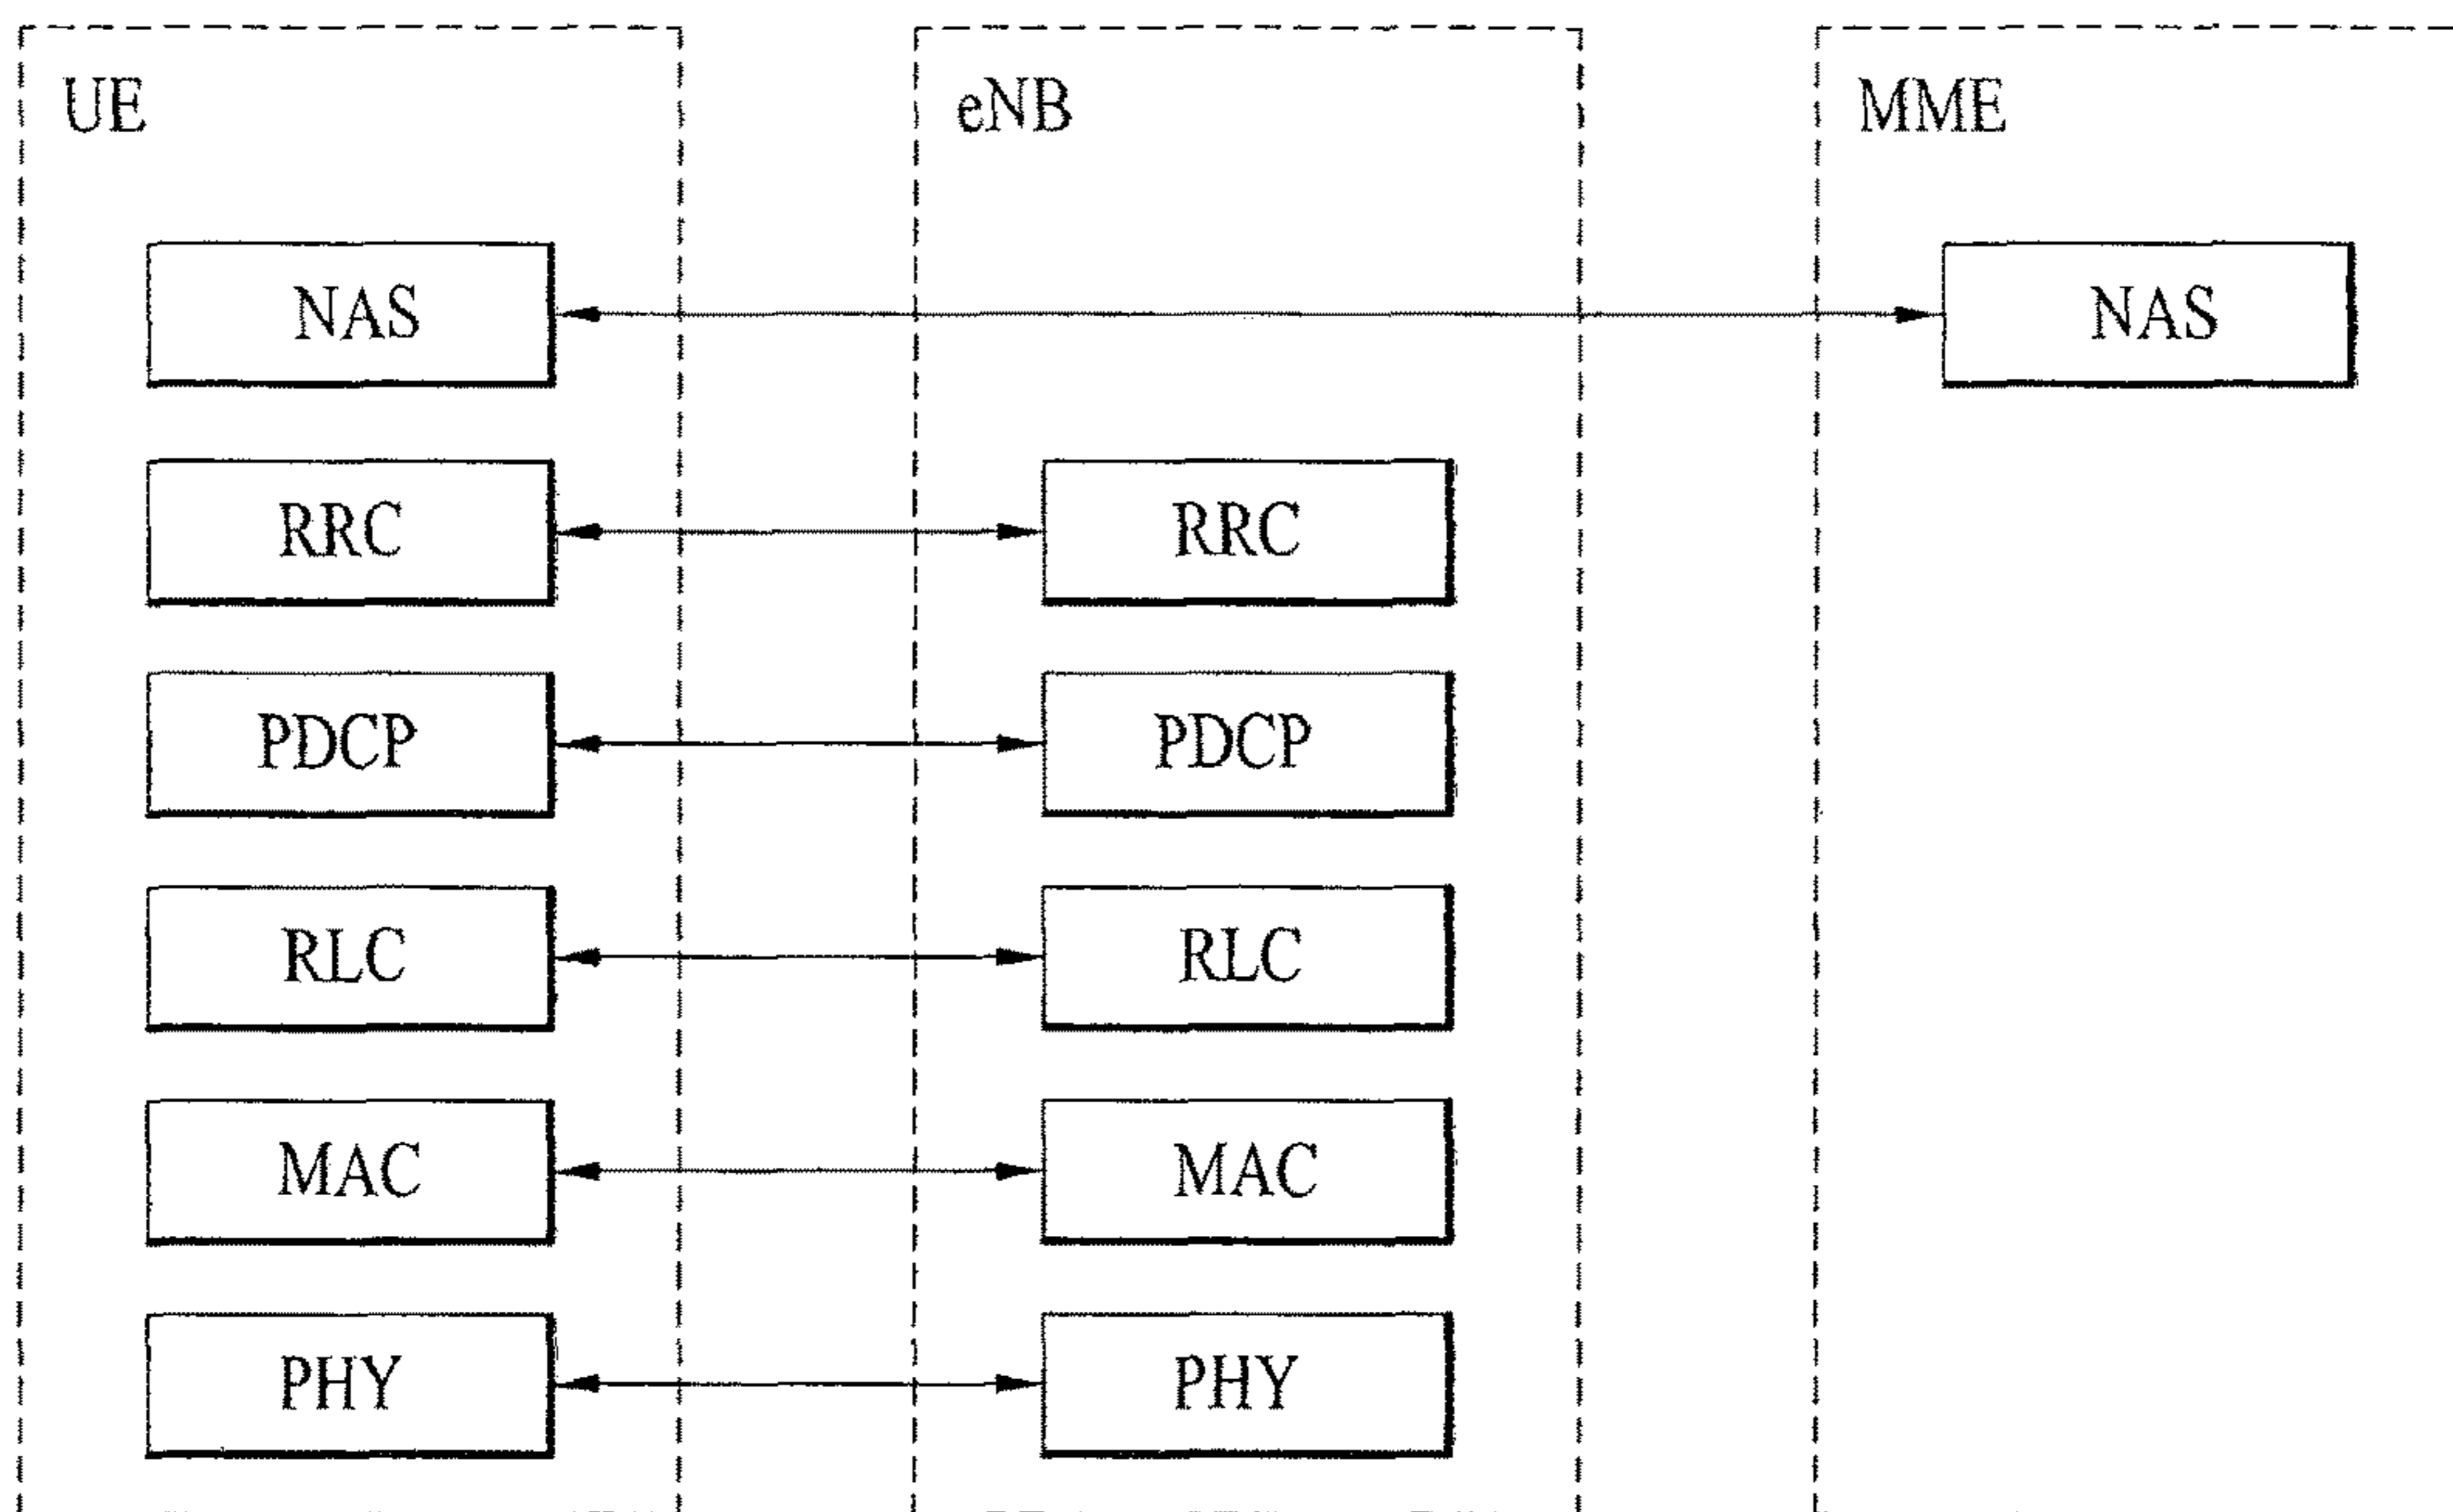 UE eNB MME
NAS NAS
RRC RRC
PDCP PDCP
RLC RLC
MAC MAC
PHY PHY